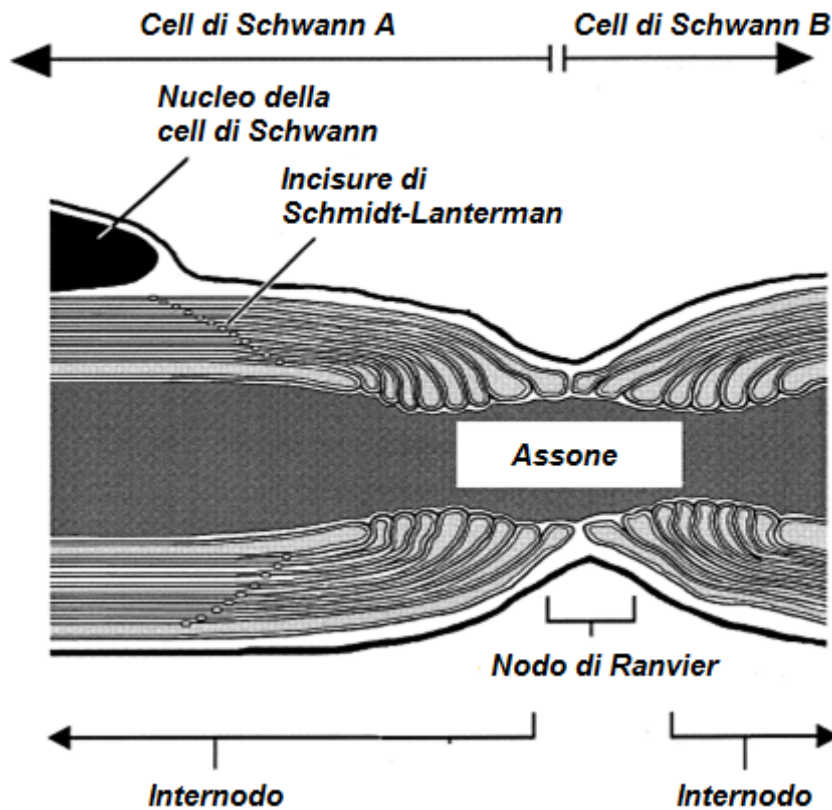 Cell di Schwann A
Cell di Schwann B
Nucleo della
cell di Schwann
Incisure di
Schmidt-Lanterman
Assone
Nodo di Ranvier
Internodo
Internodo